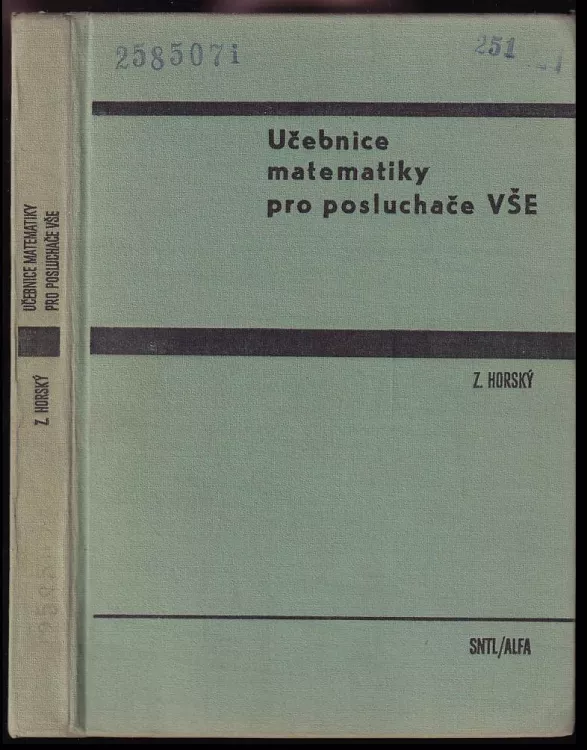 2585071
251
Učebnice
matematiky
pro posluchače VŠE
Z. HORSKÝ
SNTL/ALFA
UČEBNICE MATEMATIKY
PRO POSLUCHAČE VŠE
Z. HORSKÝ